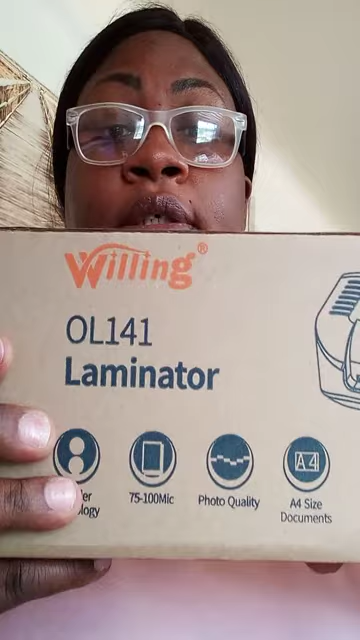 Willing®
OL141
Laminator
75-100Mic
Photo Quality
A4
A4 Size
Documents